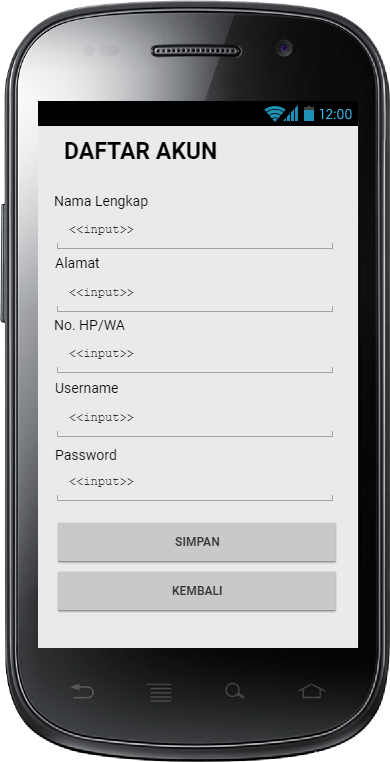 12:00
DAFTAR AKUN
Nama Lengkap
<<input>>
Alamat
<<input>>
No. HP/WA
<<input>>
Username
<<input>>
Password
<<input>>
SIMPAN
KEMBALI